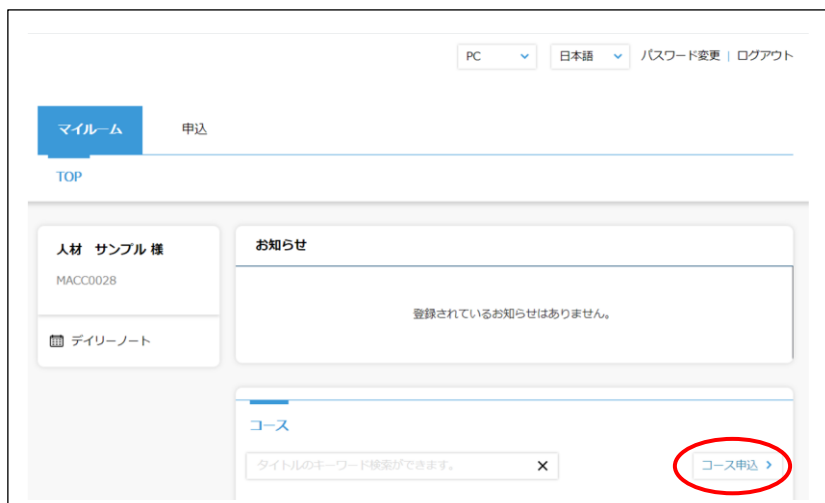 PC 日本語 パスワード変更 | ログアウト
マイルーム 申込
TOP
人材　サンプル 様
MACC0028
デイリーノート
お知らせ
登録されているお知らせはありません。
コース
タイトルのキーワード検索ができます。
コース申込